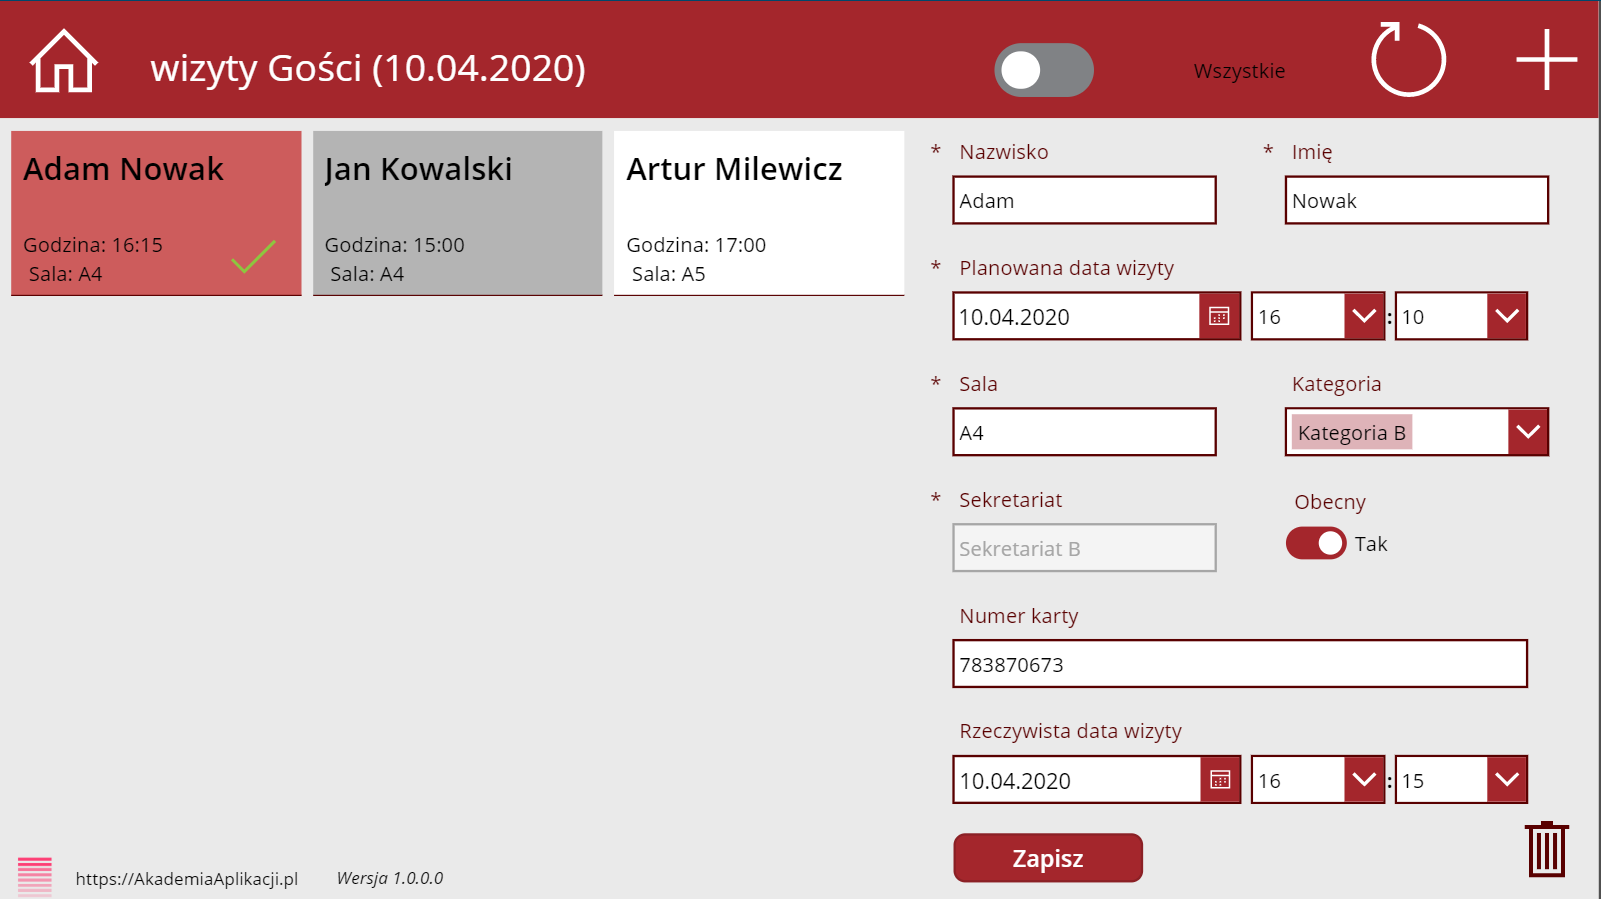 wizyty Gości (10.04.2020)
Wszystkie
Adam Nowak
Godzina: 16:15
Sala: A4
Jan Kowalski
Godzina: 15:00
Sala: A4
Artur Milewicz
Godzina: 17:00
Sala: A5
* Nazwisko
* Imię
Adam
Nowak
* Planowana data wizyty
10.04.2020 16 : 10
* Sala
Kategoria
A4
Kategoria B
* Sekretariat
Obecny
Sekretariat B
Tak
Numer karty
783870673
Rzeczywista data wizyty
10.04.2020 16 : 15
Zapisz
https://AkademiaAplikacji.pl
Wersja 1.0.0.0